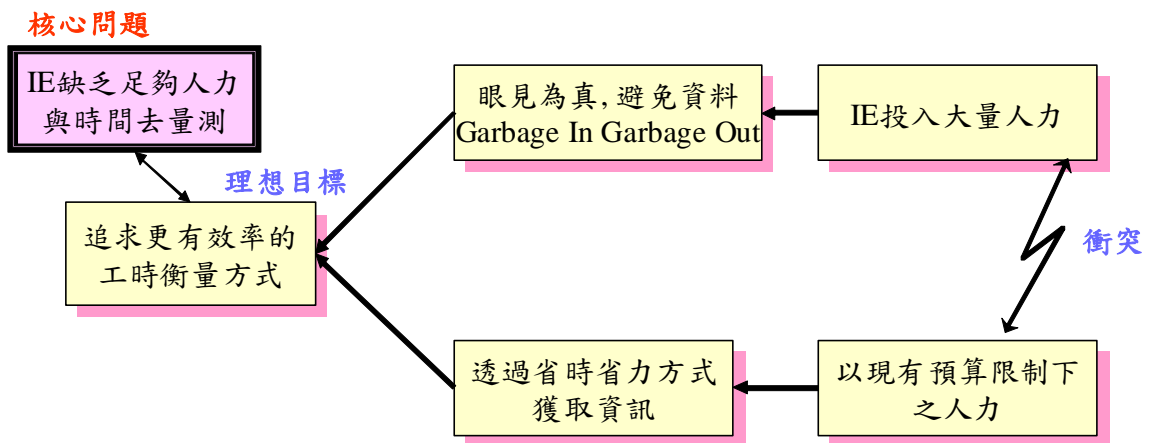 核心問題
IE缺乏足夠人力
與時間去量測
理想目標
追求更有效率的
工時衡量方式
眼見為真,避免資料
Garbage In Garbage Out
IE投入大量人力
衝突
透過省時省力方式
獲取資訊
以現有預算限制下
之人力